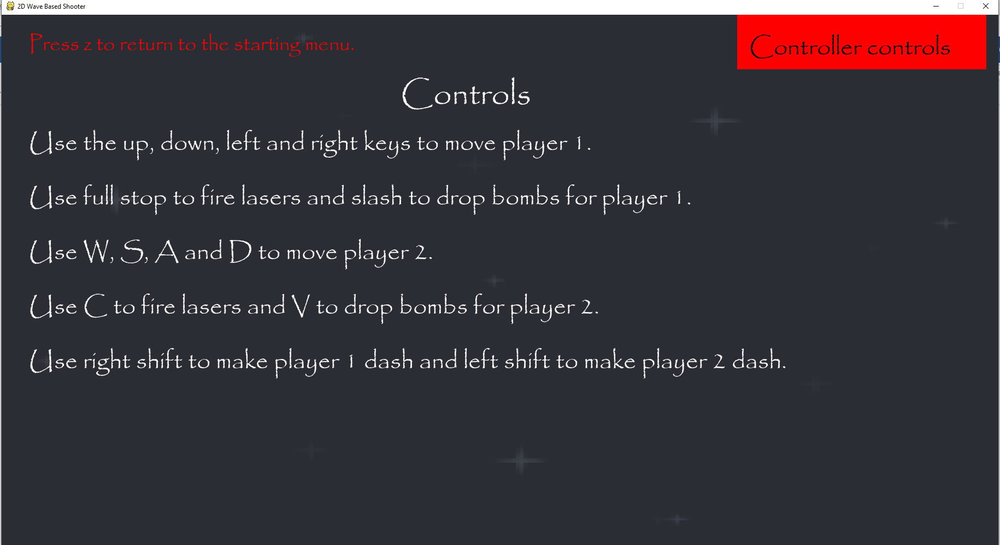 2D Wave Based Shooter
Press z to return to the starting menu.
Controller controls
Controls
Use the up, down, left and right keys to move player 1.
Use full stop to fire lasers and slash to drop bombs for player 1.
Use W, S, A and D to move player 2.
Use C to fire lasers and V to drop bombs for player 2.
Use right shift to make player 1 dash and left shift to make player 2 dash.